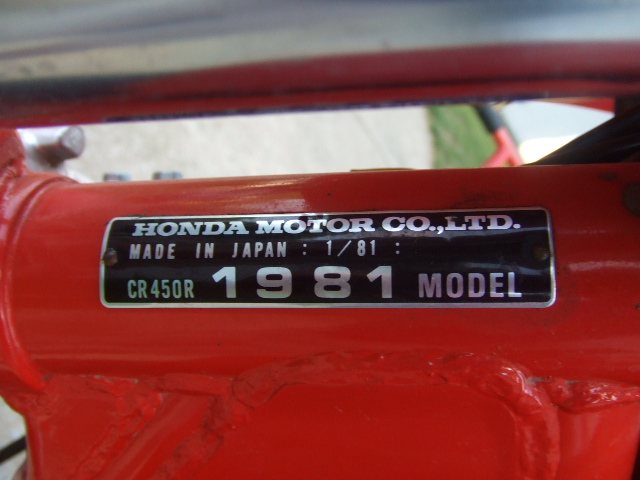 HONDA MOTOR CO.,LTD.
MADE IN JAPAN : 1/81 :
CR450R 1981 MODEL